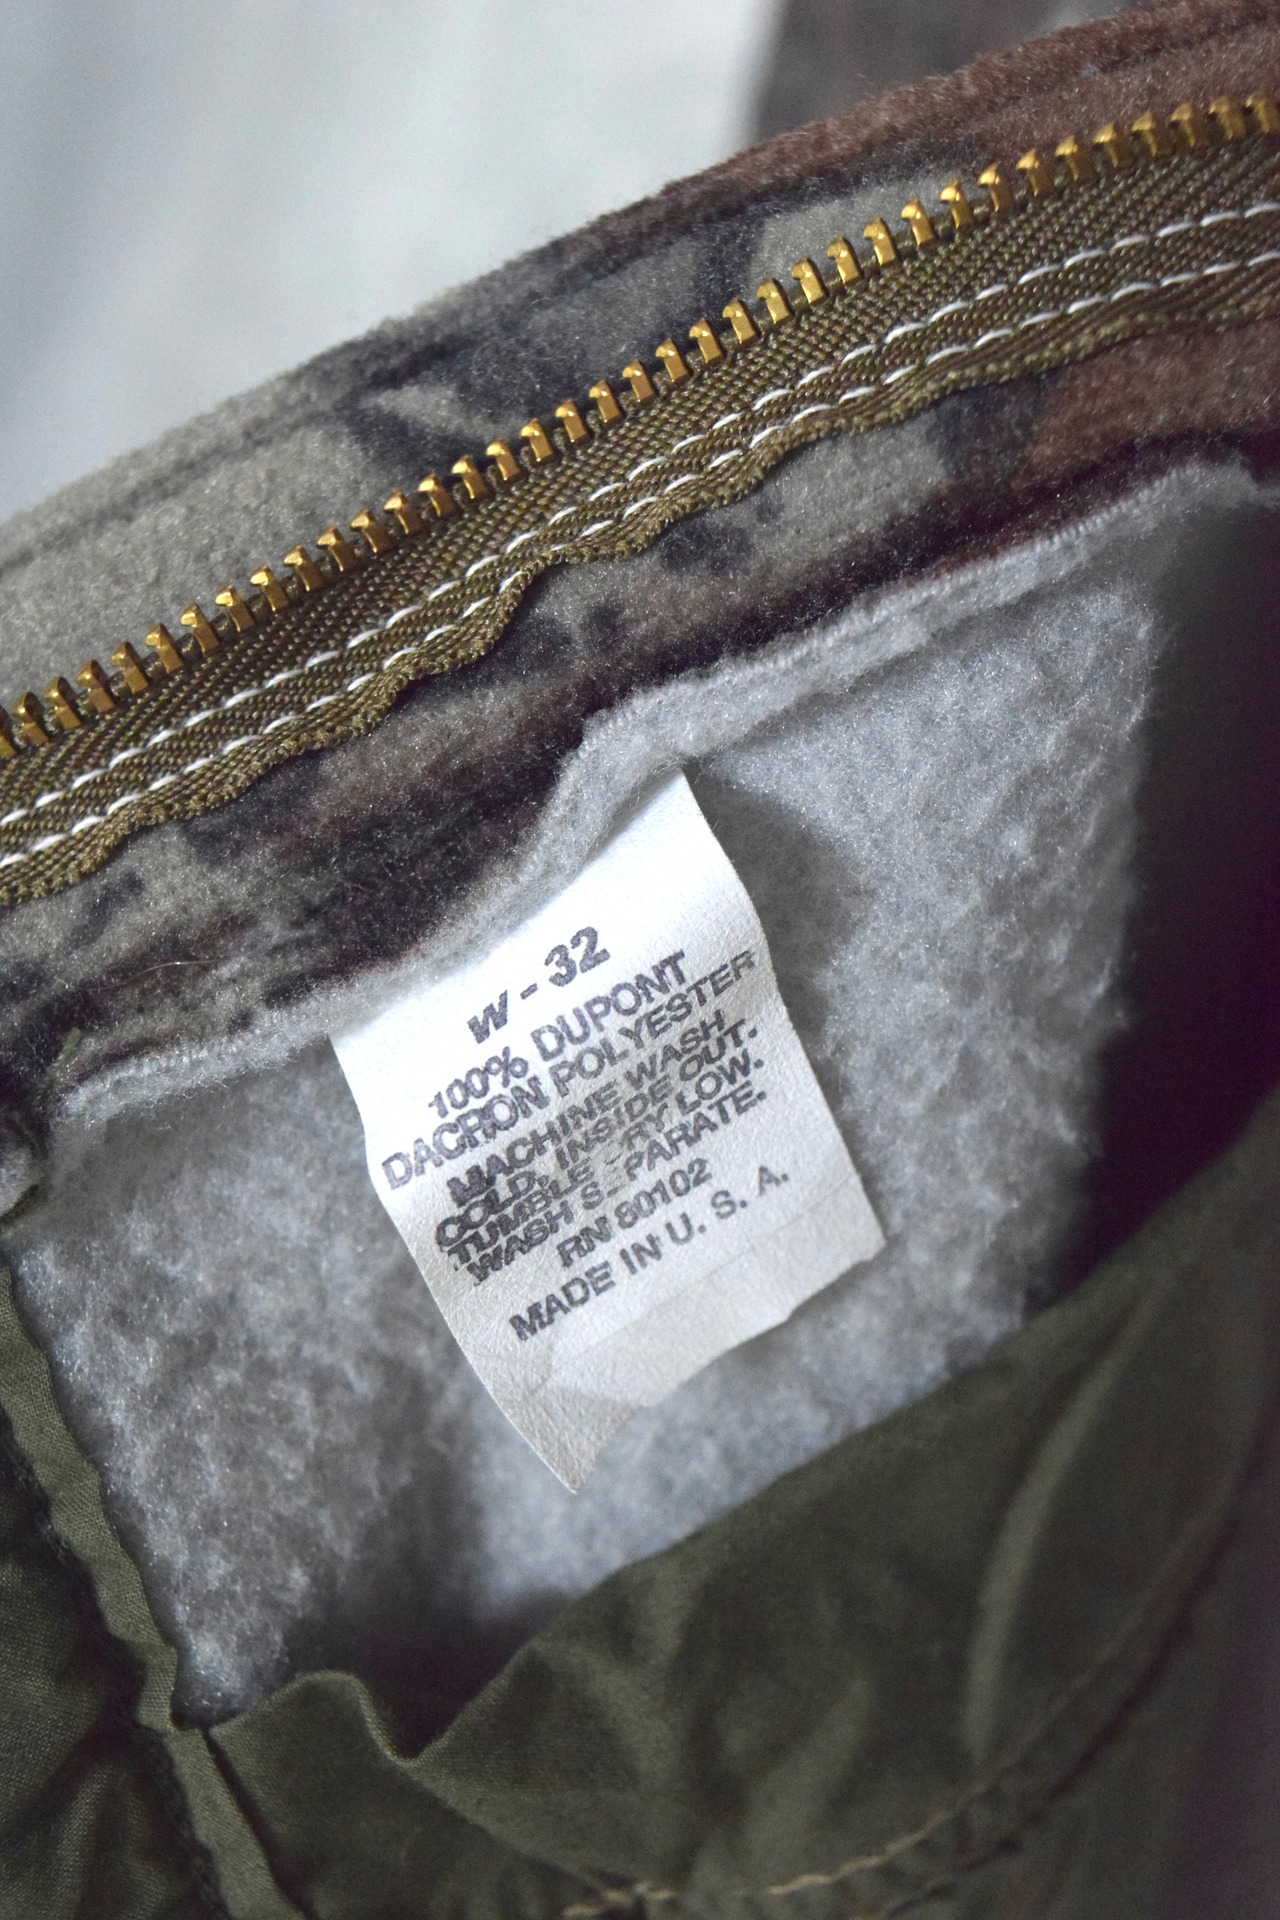 W - 32
100% DUPONT
DACRON POLYESTER
MACHINE WASH
COLD. INSIDE OUT.
TUMBLE DRY LOW.
WASH SEPARATE.
RN 80102
MADE IN U. S. A.